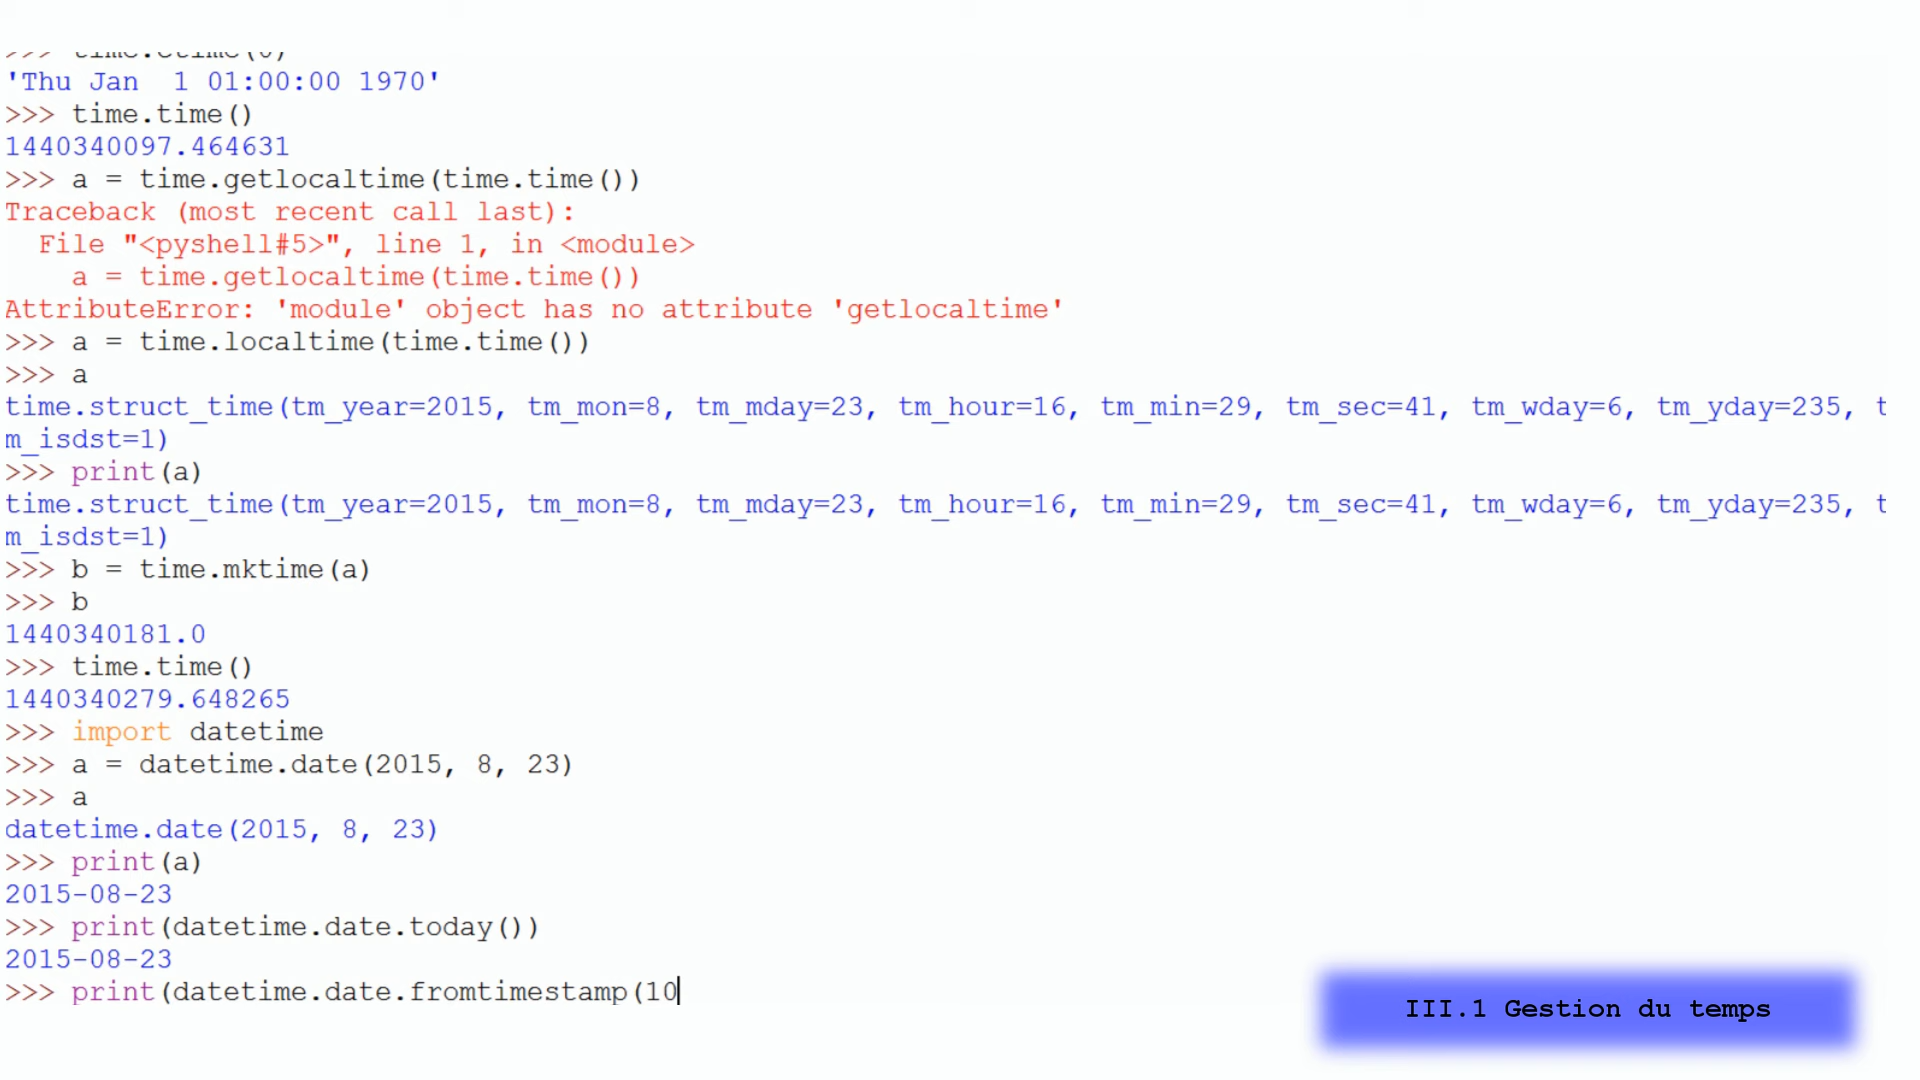 >>> time.ctime(0)
'Thu Jan  1 01:00:00 1970'
>>> time.time()
1440340097.464631
>>> a = time.getlocaltime(time.time())
Traceback (most recent call last):
  File "<pyshell#5>", line 1, in <module>
    a = time.getlocaltime(time.time())
AttributeError: 'module' object has no attribute 'getlocaltime'
>>> a = time.localtime(time.time())
>>> a
time.struct_time(tm_year=2015, tm_mon=8, tm_mday=23, tm_hour=16, tm_min=29, tm_sec=41, tm_wday=6, tm_yday=235, t
m_isdst=1)
>>> print(a)
time.struct_time(tm_year=2015, tm_mon=8, tm_mday=23, tm_hour=16, tm_min=29, tm_sec=41, tm_wday=6, tm_yday=235, t
m_isdst=1)
>>> b = time.mktime(a)
>>> b
1440340181.0
>>> time.time()
1440340279.648265
>>> import datetime
>>> a = datetime.date(2015, 8, 23)
>>> a
datetime.date(2015, 8, 23)
>>> print(a)
2015-08-23
>>> print(datetime.date.today())
2015-08-23
>>> print(datetime.date.fromtimestamp(10
III.1 Gestion du temps